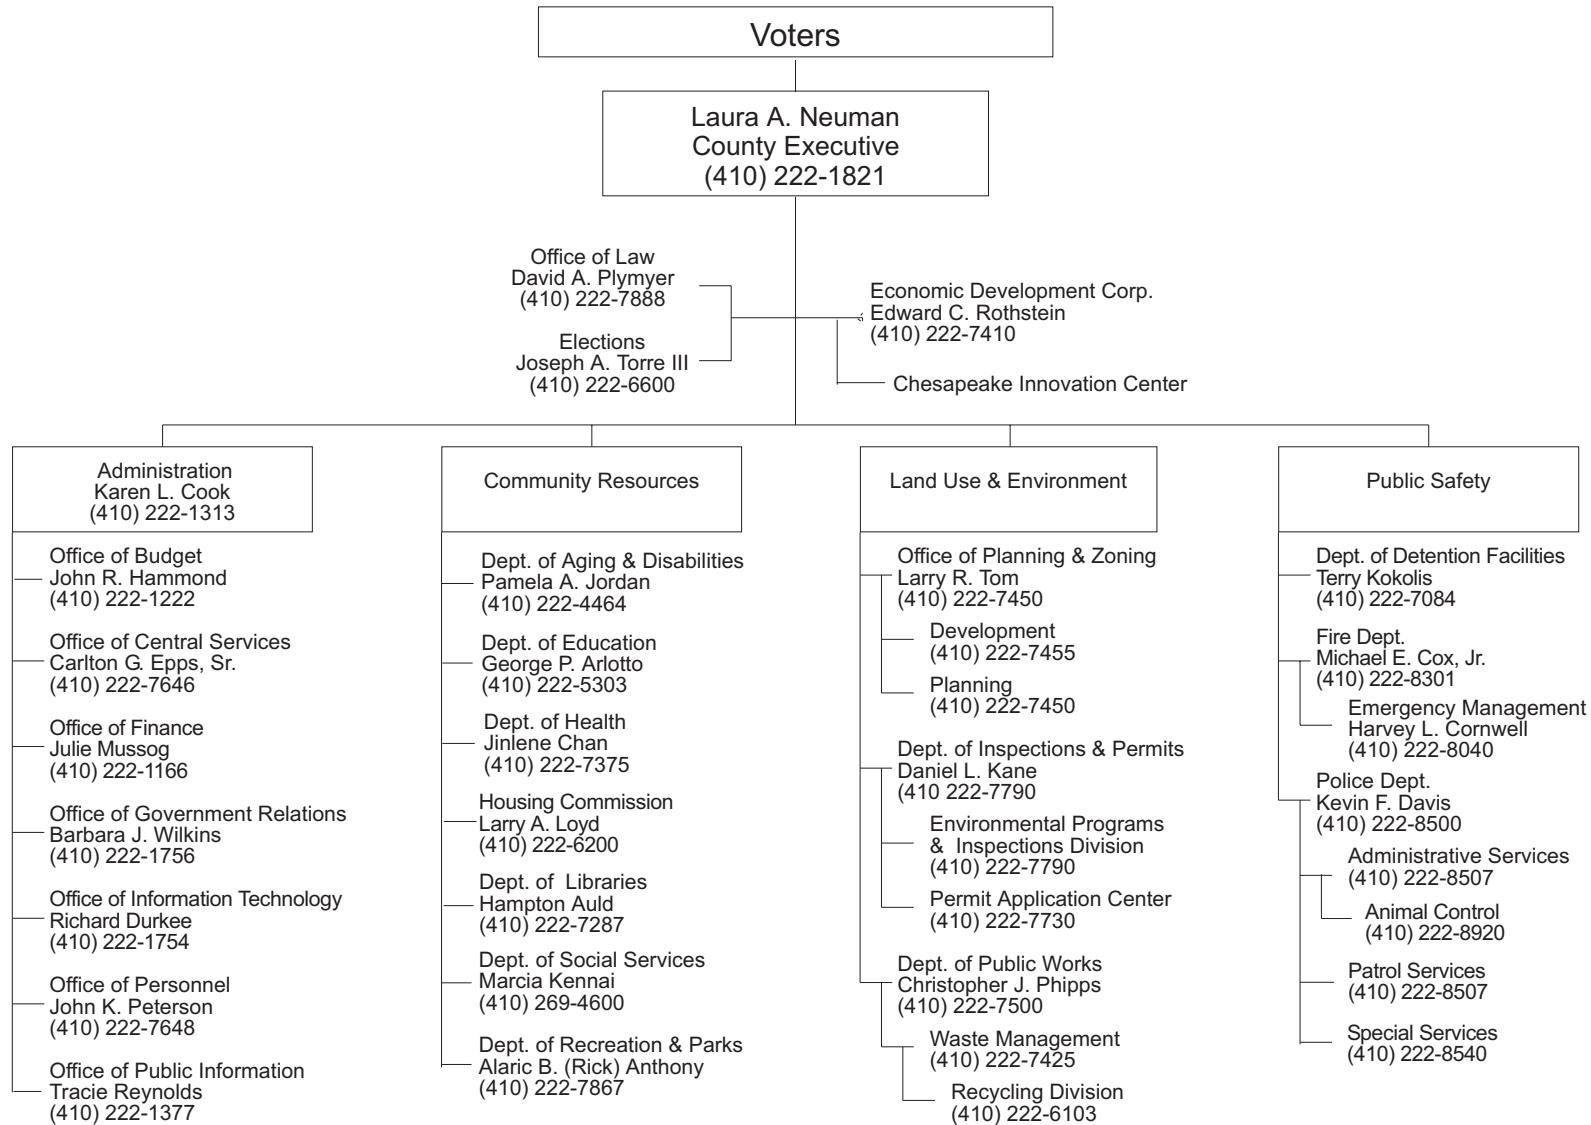 Voters
Laura A. Neuman
County Executive
(410) 222-1821
Office of Law
David A. Plymyer
(410) 222-7888
Elections
Joseph A. Torre III
(410) 222-6600
Economic Development Corp.
Edward C. Rothstein
(410) 222-7410
Chesapeake Innovation Center
Administration
Karen L. Cook
(410) 222-1313
Office of Budget
John R. Hammond
(410) 222-1222
Office of Central Services
Carlton G. Epps, Sr.
(410) 222-7646
Office of Finance
Julie Mussog
(410) 222-1166
Office of Government Relations
Barbara J. Wilkins
(410) 222-1756
Office of Information Technology
Richard Durkee
(410) 222-1754
Office of Personnel
John K. Peterson
(410) 222-7648
Office of Public Information
Tracie Reynolds
(410) 222-1377
Community Resources
Dept. of Aging & Disabilities
Pamela A. Jordan
(410) 222-4464
Dept. of Education
George P. Arlotto
(410) 222-5303
Dept. of Health
Jinlene Chan
(410) 222-7375
Housing Commission
Larry A. Loyd
(410) 222-6200
Dept. of Libraries
Hampton Auld
(410) 222-7287
Dept. of Social Services
Marcia Kennai
(410) 269-4600
Dept. of Recreation & Parks
Alaric B. (Rick) Anthony
(410) 222-7867
Land Use & Environment
Office of Planning & Zoning
Larry R. Tom
(410) 222-7450
Development
(410) 222-7455
Planning
(410) 222-7450
Dept. of Inspections & Permits
Daniel L. Kane
(410 222-7790
Environmental Programs
& Inspections Division
(410) 222-7790
Permit Application Center
(410) 222-7730
Dept. of Public Works
Christopher J. Phipps
(410) 222-7500
Waste Management
(410) 222-7425
Recycling Division
(410) 222-6103
Public Safety
Dept. of Detention Facilities
Terry Kokolis
(410) 222-7084
Fire Dept.
Michael E. Cox, Jr.
(410) 222-8301
Emergency Management
Harvey L. Cornwell
(410) 222-8040
Police Dept.
Kevin F. Davis
(410) 222-8500
Administrative Services
(410) 222-8507
Animal Control
(410) 222-8920
Patrol Services
(410) 222-8507
Special Services
(410) 222-8540